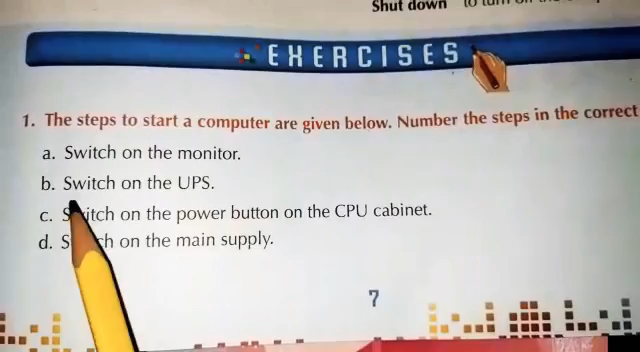 Shut down
EXERCISES
1. The steps to start a computer are given below. Number the steps in the correct
a. Switch on the monitor.
b. Switch on the UPS.
c. Switch on the power button on the CPU cabinet.
d. Switch on the main supply.
7